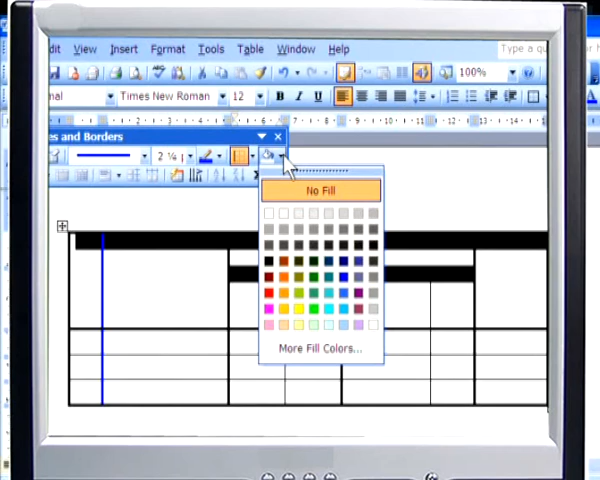 dit View Insert Format Tools Table Window Help Type a qu
100%
mal Times New Roman 12 B I U
es and Borders
2 ¼ p
No Fill
More Fill Colors...